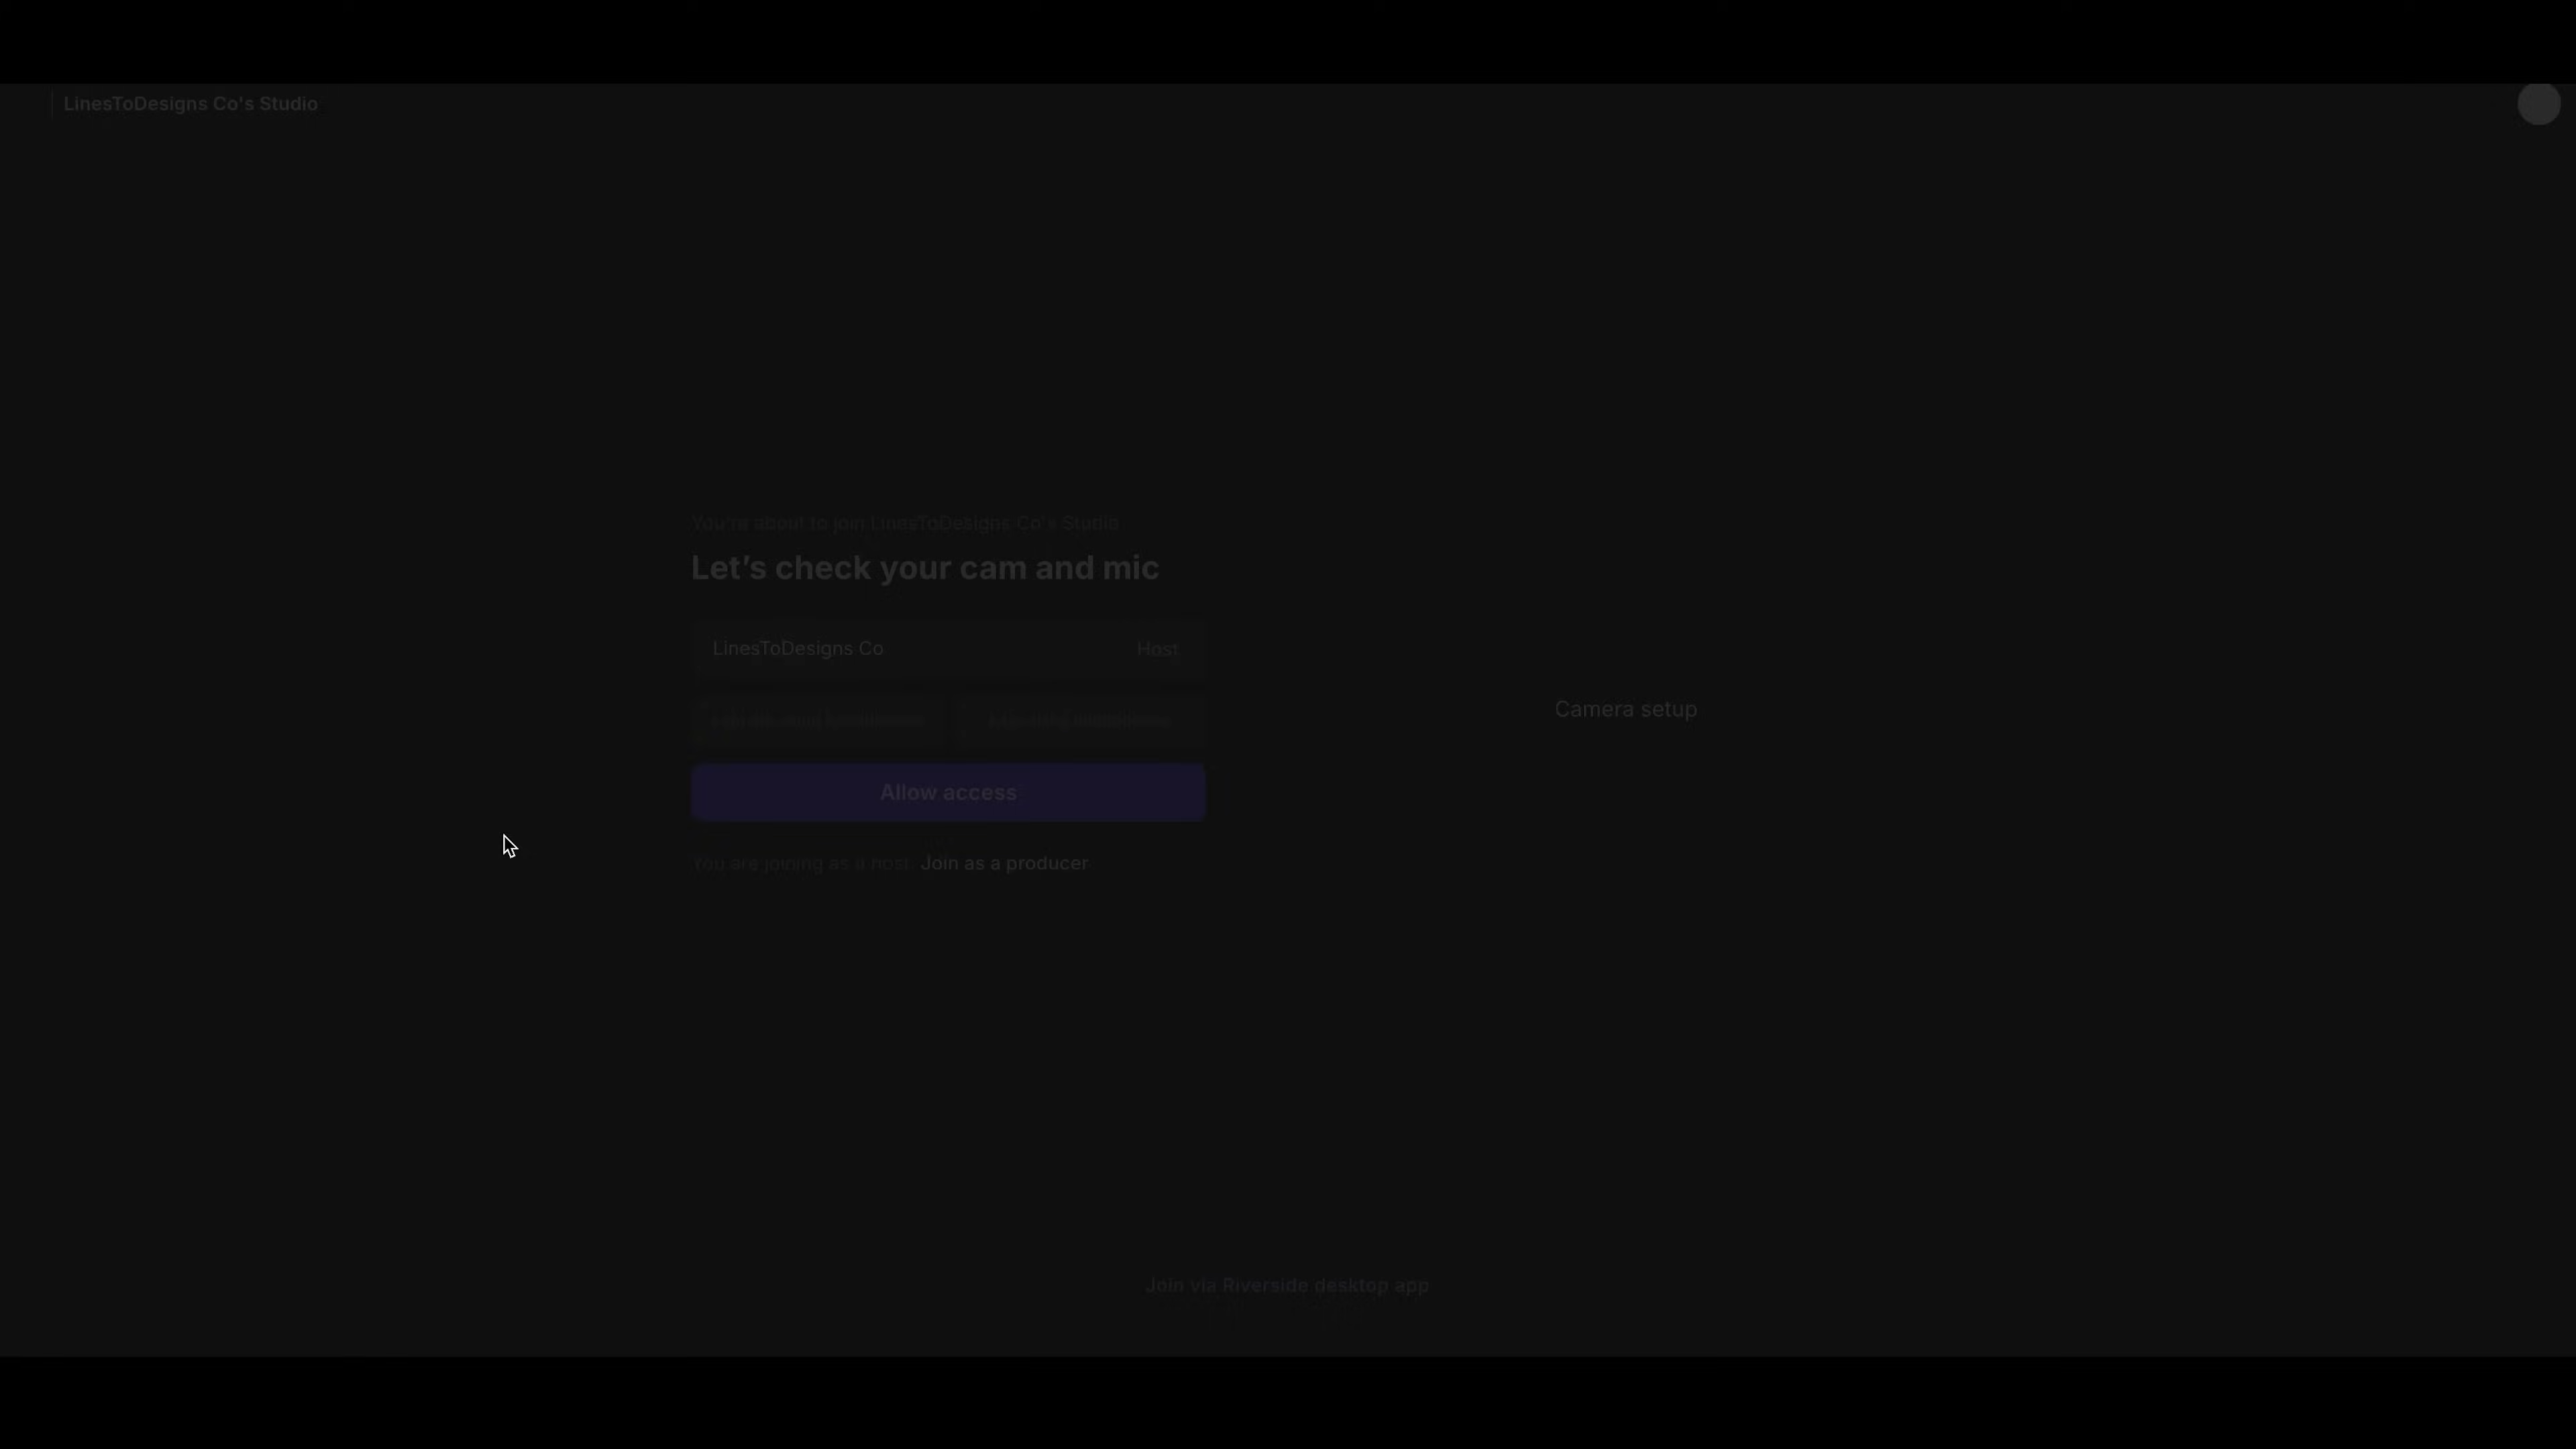 LinesToDesigns Co's Studio
You're about to join LinesToDesigns Co's Studio
Let’s check your cam and mic
LinesToDesigns Co Host
Camera setup
Allow access
You are joining as a host. Join as a producer
Join via Riverside desktop app